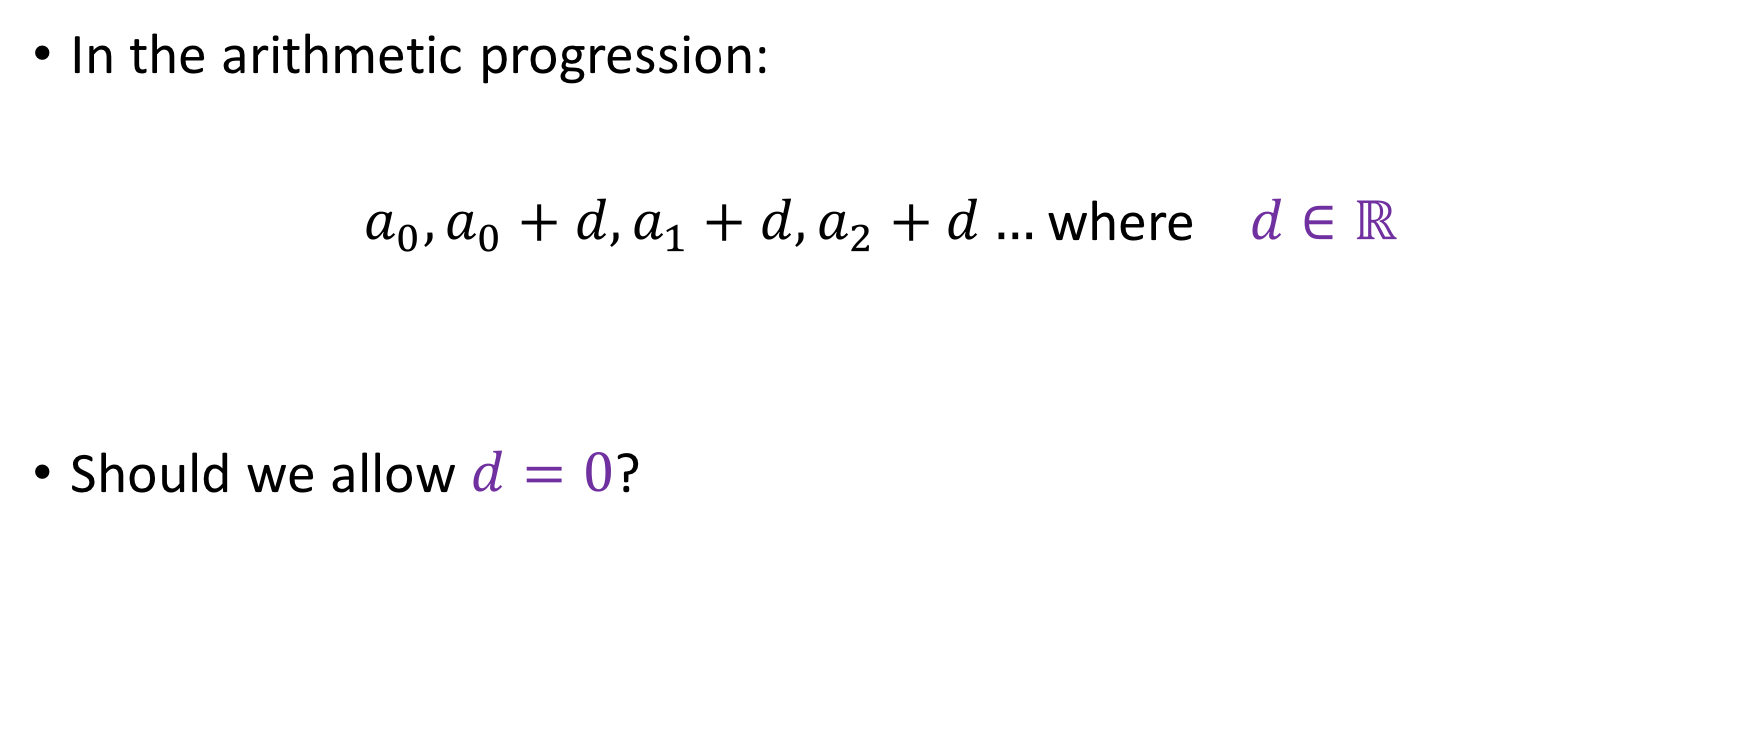 • In the arithmetic progression:
a₀, a₀ + d, a₁ + d, a₂ + d … where d ∈ ℝ
• Should we allow d = 0?